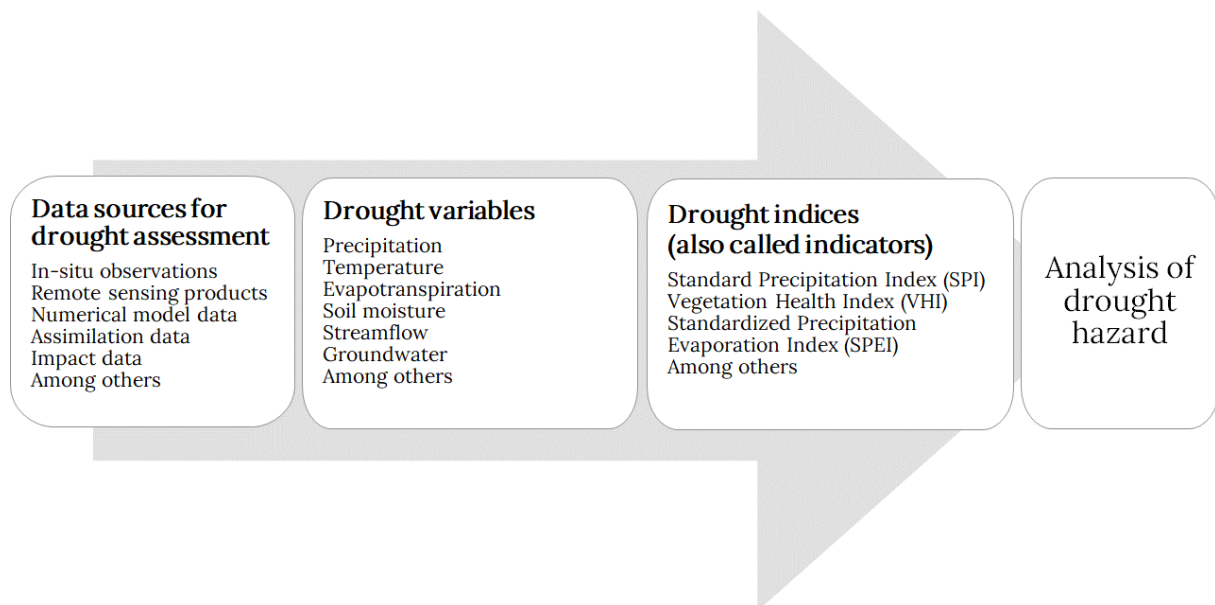 Data sources for
drought assessment
In-situ observations
Remote sensing products
Numerical model data
Assimilation data
Impact data
Among others
Drought variables
Precipitation
Temperature
Evapotranspiration
Soil moisture
Streamflow
Groundwater
Among others
Drought indices
(also called indicators)
Standard Precipitation Index (SPI)
Vegetation Health Index (VHI)
Standardized Precipitation
Evaporation Index (SPEI)
Among others
Analysis of
drought
hazard